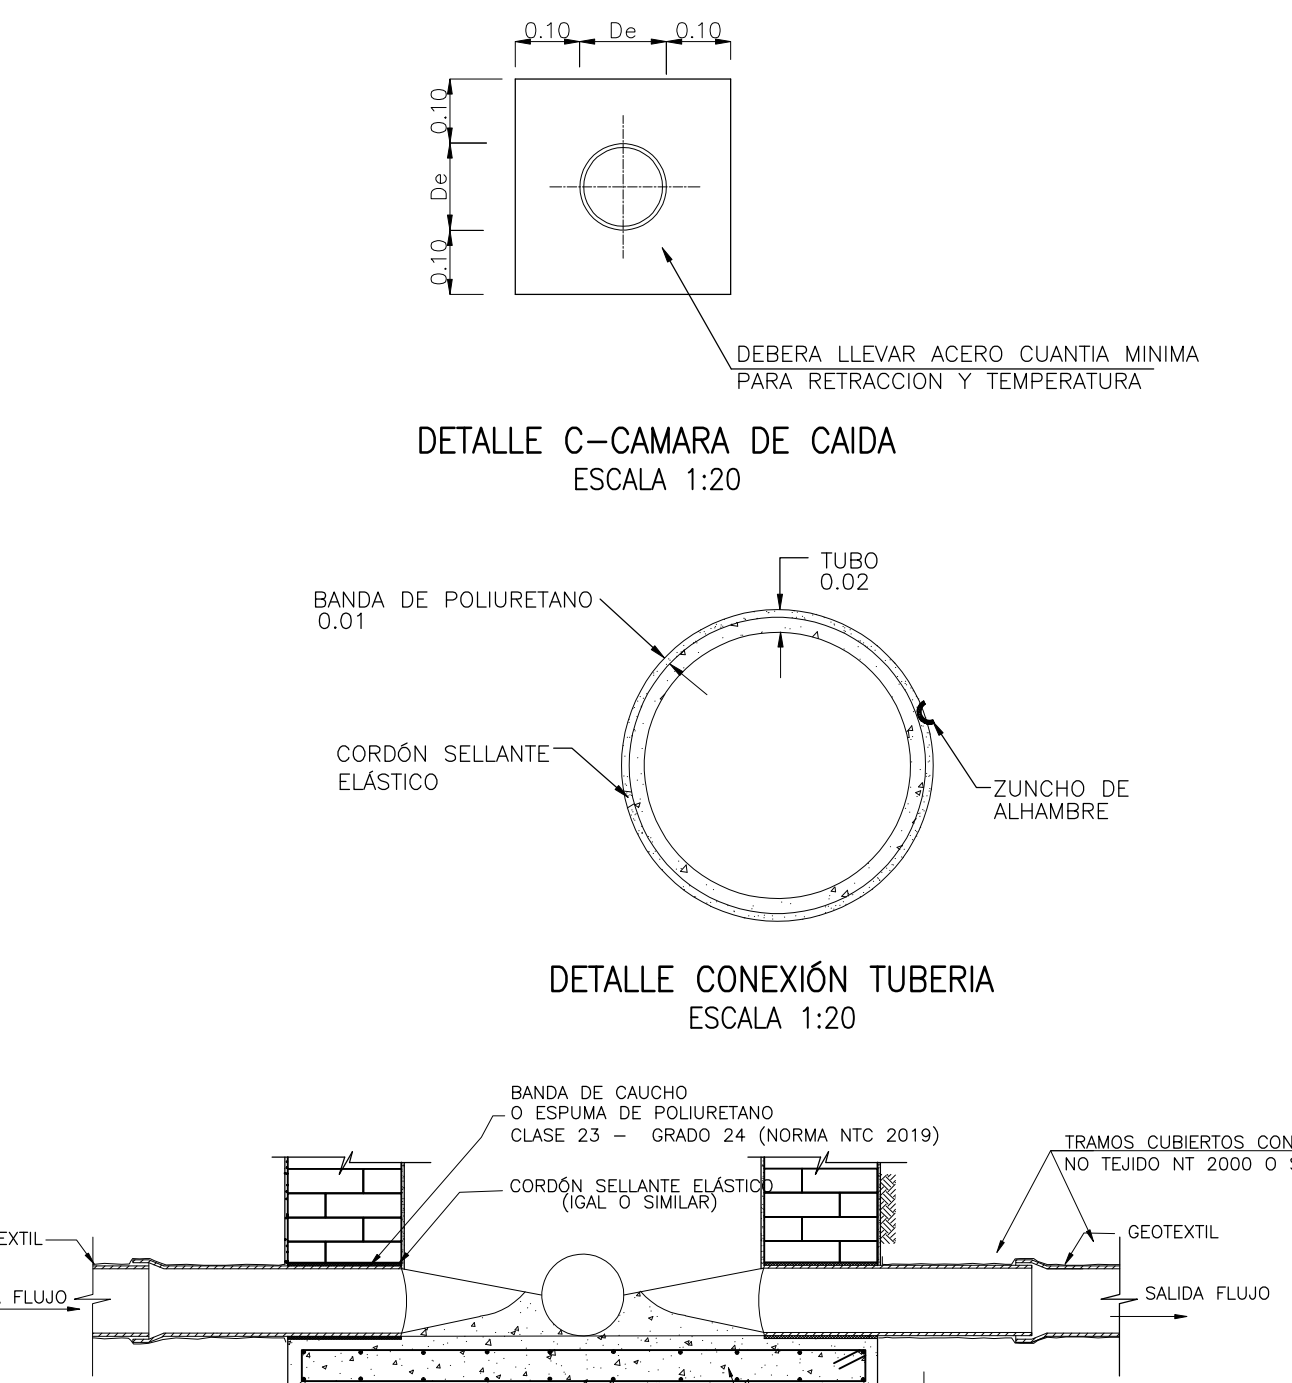 0.10 De 0.10
0.10
De
0.10
DEBERA LLEVAR ACERO CUANTIA MINIMA
PARA RETRACCION Y TEMPERATURA
DETALLE C-CAMARA DE CAIDA
ESCALA 1:20
TUBO
0.02
BANDA DE POLIURETANO
0.01
CORDÓN SELLANTE
ELÁSTICO
ZUNCHO DE
ALHAMBRE
DETALLE CONEXIÓN TUBERIA
ESCALA 1:20
BANDA DE CAUCHO
O ESPUMA DE POLIURETANO
CLASE 23 - GRADO 24 (NORMA NTC 2019)
TRAMOS CUBIERTOS CON
NO TEJIDO NT 2000 O
CORDÓN SELLANTE ELÁSTICO
(IGAL O SIMILAR)
EXTIL
GEOTEXTIL
FLUJO
SALIDA FLUJO